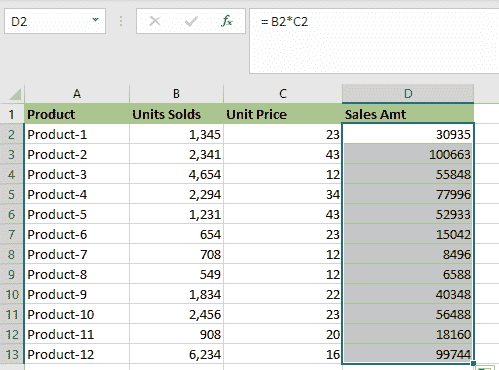 D2 fx = B2*C2
A B C D
1 Product Units Solds Unit Price Sales Amt
2 Product-1 1,345 23 30935
3 Product-2 2,341 43 100663
4 Product-3 4,654 12 55848
5 Product-4 2,294 34 77996
6 Product-5 1,231 43 52933
7 Product-6 654 23 15042
8 Product-7 708 12 8496
9 Product-8 549 12 6588
10 Product-9 1,834 22 40348
11 Product-10 2,456 23 56488
12 Product-11 908 20 18160
13 Product-12 6,234 16 99744